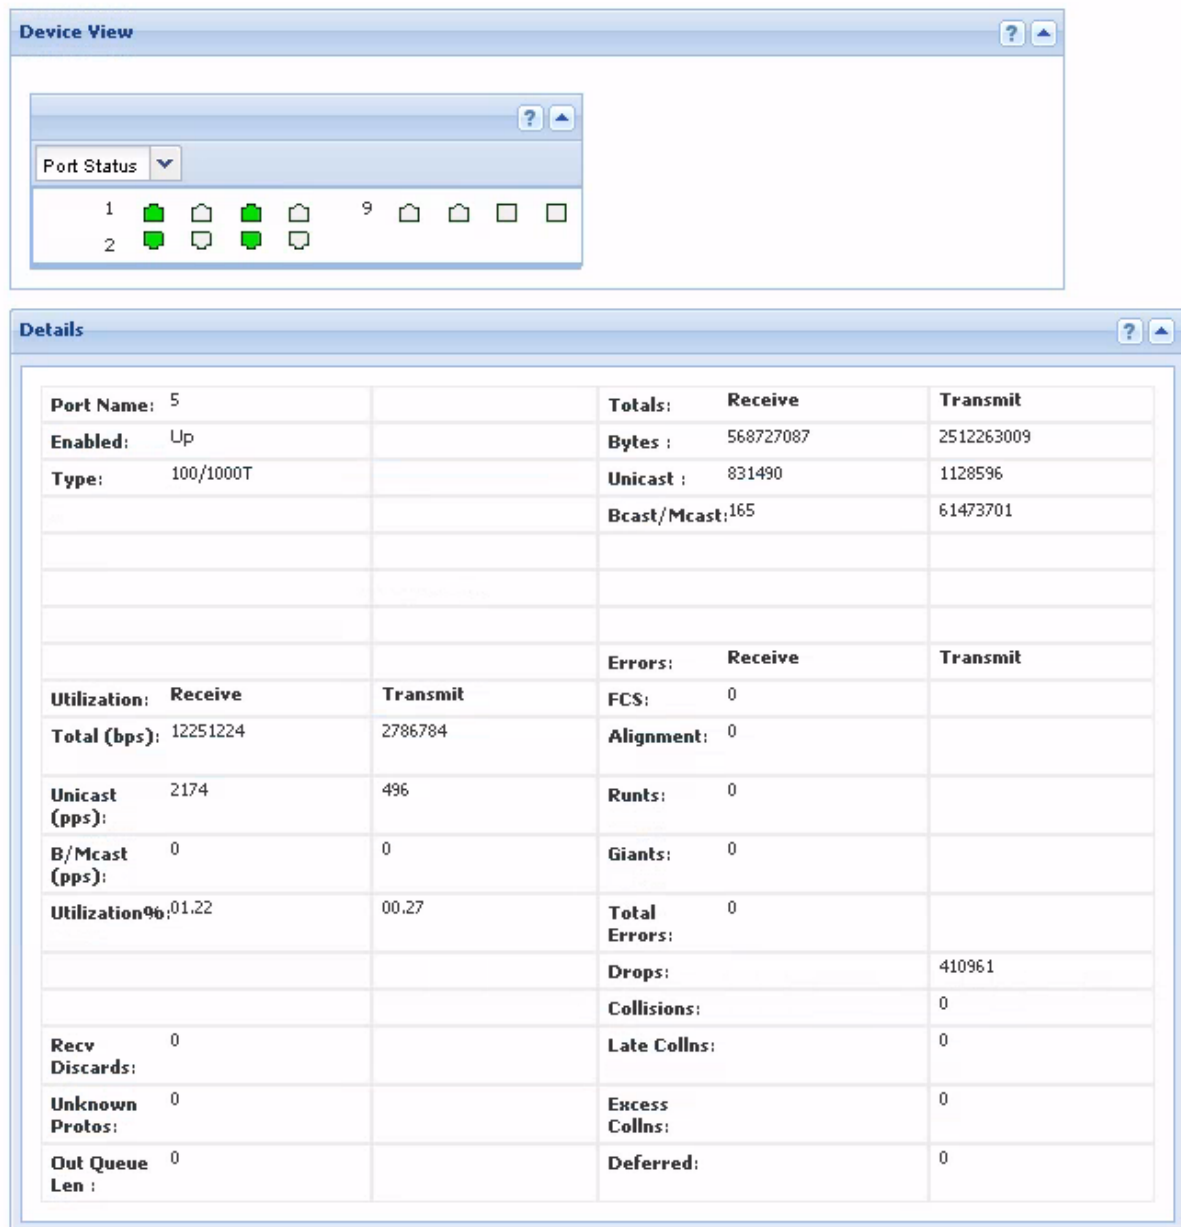 Device View
?
?
Port Status
1 9
2
Details
?
Port Name: 5 Totals: Receive Transmit
Enabled: Up Bytes : 568727087 2512263009
Type: 100/1000T Unicast : 831490 1128596
Bcast/Mcast: 165 61473701
Errors: Receive Transmit
Utilization: Receive Transmit FCS: 0
Total (bps): 12251224 2786784 Alignment: 0
Unicast 2174 496 Runts: 0
(pps):
B/Mcast 0 0 Giants: 0
(pps):
Utilization%: 01.22 00.27 Total 0
Errors:
Drops: 410961
Collisions: 0
Recv 0 Late Collns: 0
Discards:
Unknown 0 Excess 0
Protos: Collns:
Out Queue 0 Deferred: 0
Len :